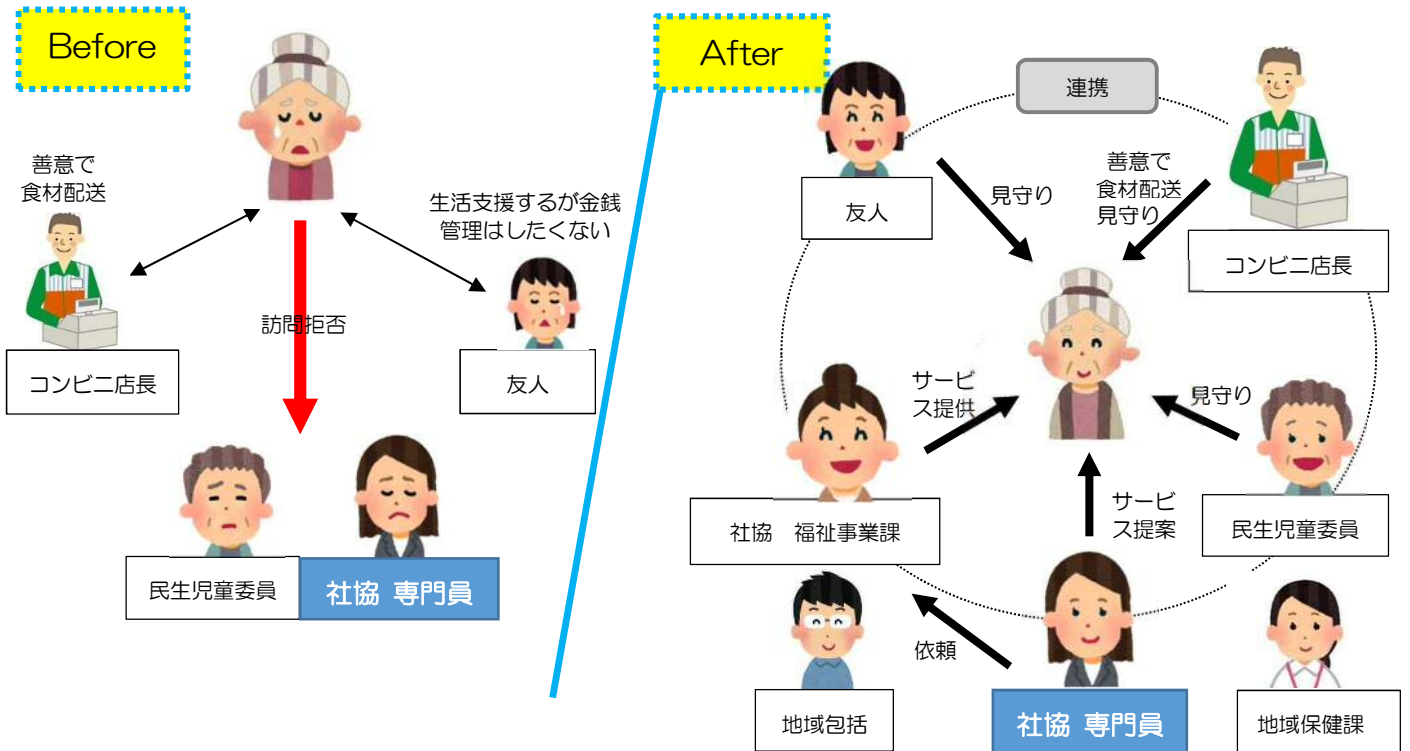 Before
善意で
食材配送
コンビニ店長
訪問拒否
生活支援するが金銭
管理はしたくない
友人
民生児童委員
社協 専門員
After
連携
友人
見守り
善意で
食材配送
見守り
コンビニ店長
サービ
ス提供
見守り
社協　福祉事業課
サービ
ス提案
民生児童委員
依頼
地域包括
社協 専門員
地域保健課